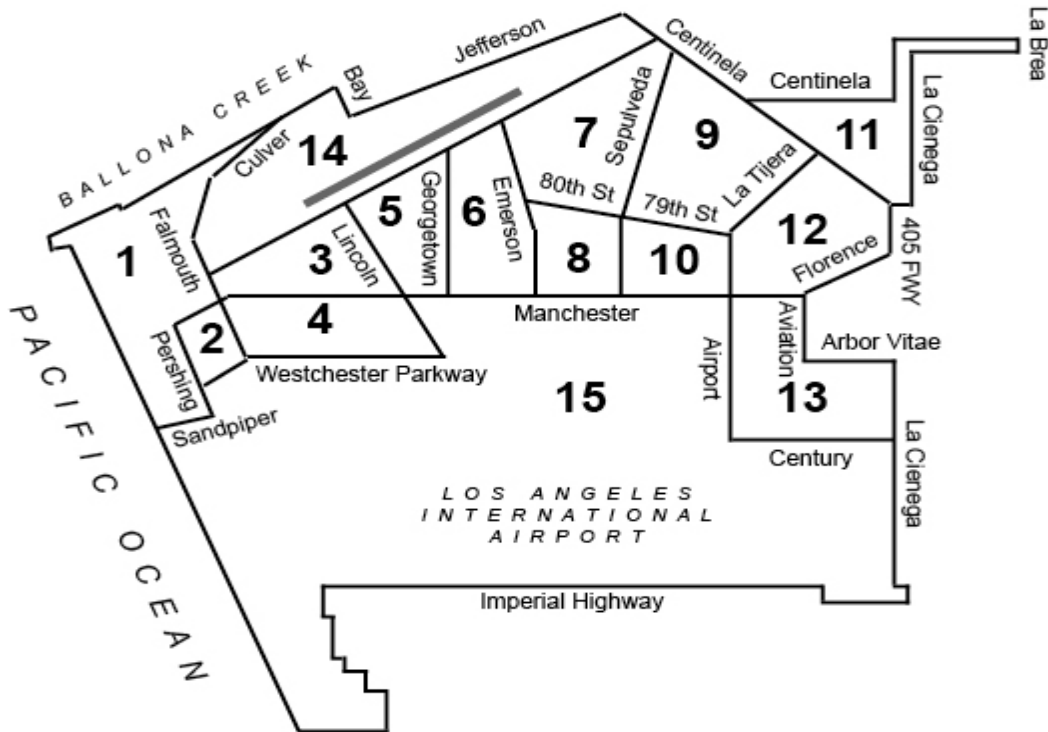 La Brea
Jefferson
Centinela
Centinela
BALLONA CREEK
Bay
La Cienega
Culver
14
7
Sepulveda
9
11
La Tijera
80th St
79th St
Falmouth
5
Georgetown
6
Emerson
12
405 FWY
1
3
Lincoln
8
10
Florence
Manchester
Aviation
Arbor Vitae
2
4
Pershing
Westchester Parkway
Airport
15
13
Sandpiper
Century
La Cienega
PACIFIC OCEAN
LOS ANGELES
INTERNATIONAL
AIRPORT
Imperial Highway